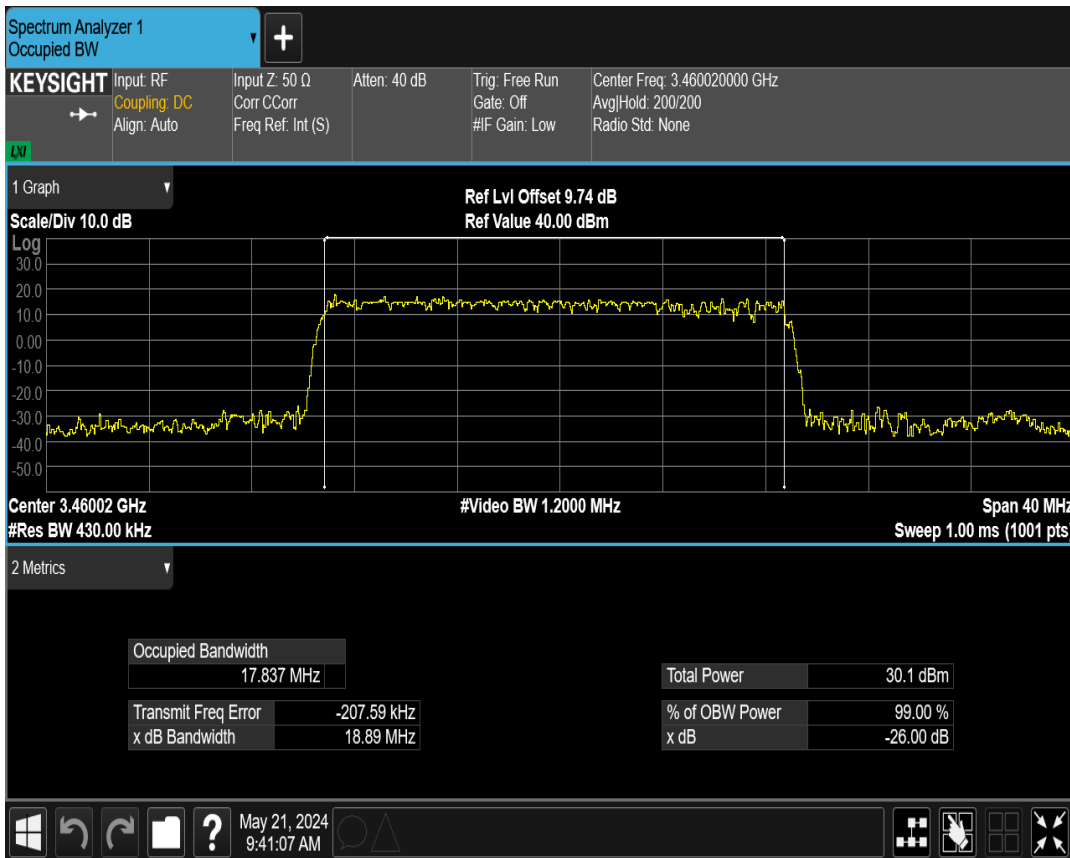 Spectrum Analyzer 1
Occupied BW
KEYSIGHT
LXI
Input: RF
Coupling: DC
Align: Auto
Input Z: 50 Ω
Corr CCorr
Freq Ref: Int (S)
Atten: 40 dB
Trig: Free Run
Gate: Off
#IF Gain: Low
Center Freq: 3.460020000 GHz
Avg|Hold: 200/200
Radio Std: None
1 Graph
Scale/Div 10.0 dB
Ref Lvl Offset 9.74 dB
Ref Value 40.00 dBm
Log
30.0
20.0
10.0
0.00
-10.0
-20.0
-30.0
-40.0
-50.0
Center 3.46002 GHz
#Video BW 1.2000 MHz
Span 40 MHz
#Res BW 430.00 kHz
Sweep 1.00 ms (1001 pts)
2 Metrics
Occupied Bandwidth
17.837 MHz
Transmit Freq Error -207.59 kHz
x dB Bandwidth 18.89 MHz
Total Power 30.1 dBm
% of OBW Power 99.00 %
x dB -26.00 dB
May 21, 2024
9:41:07 AM